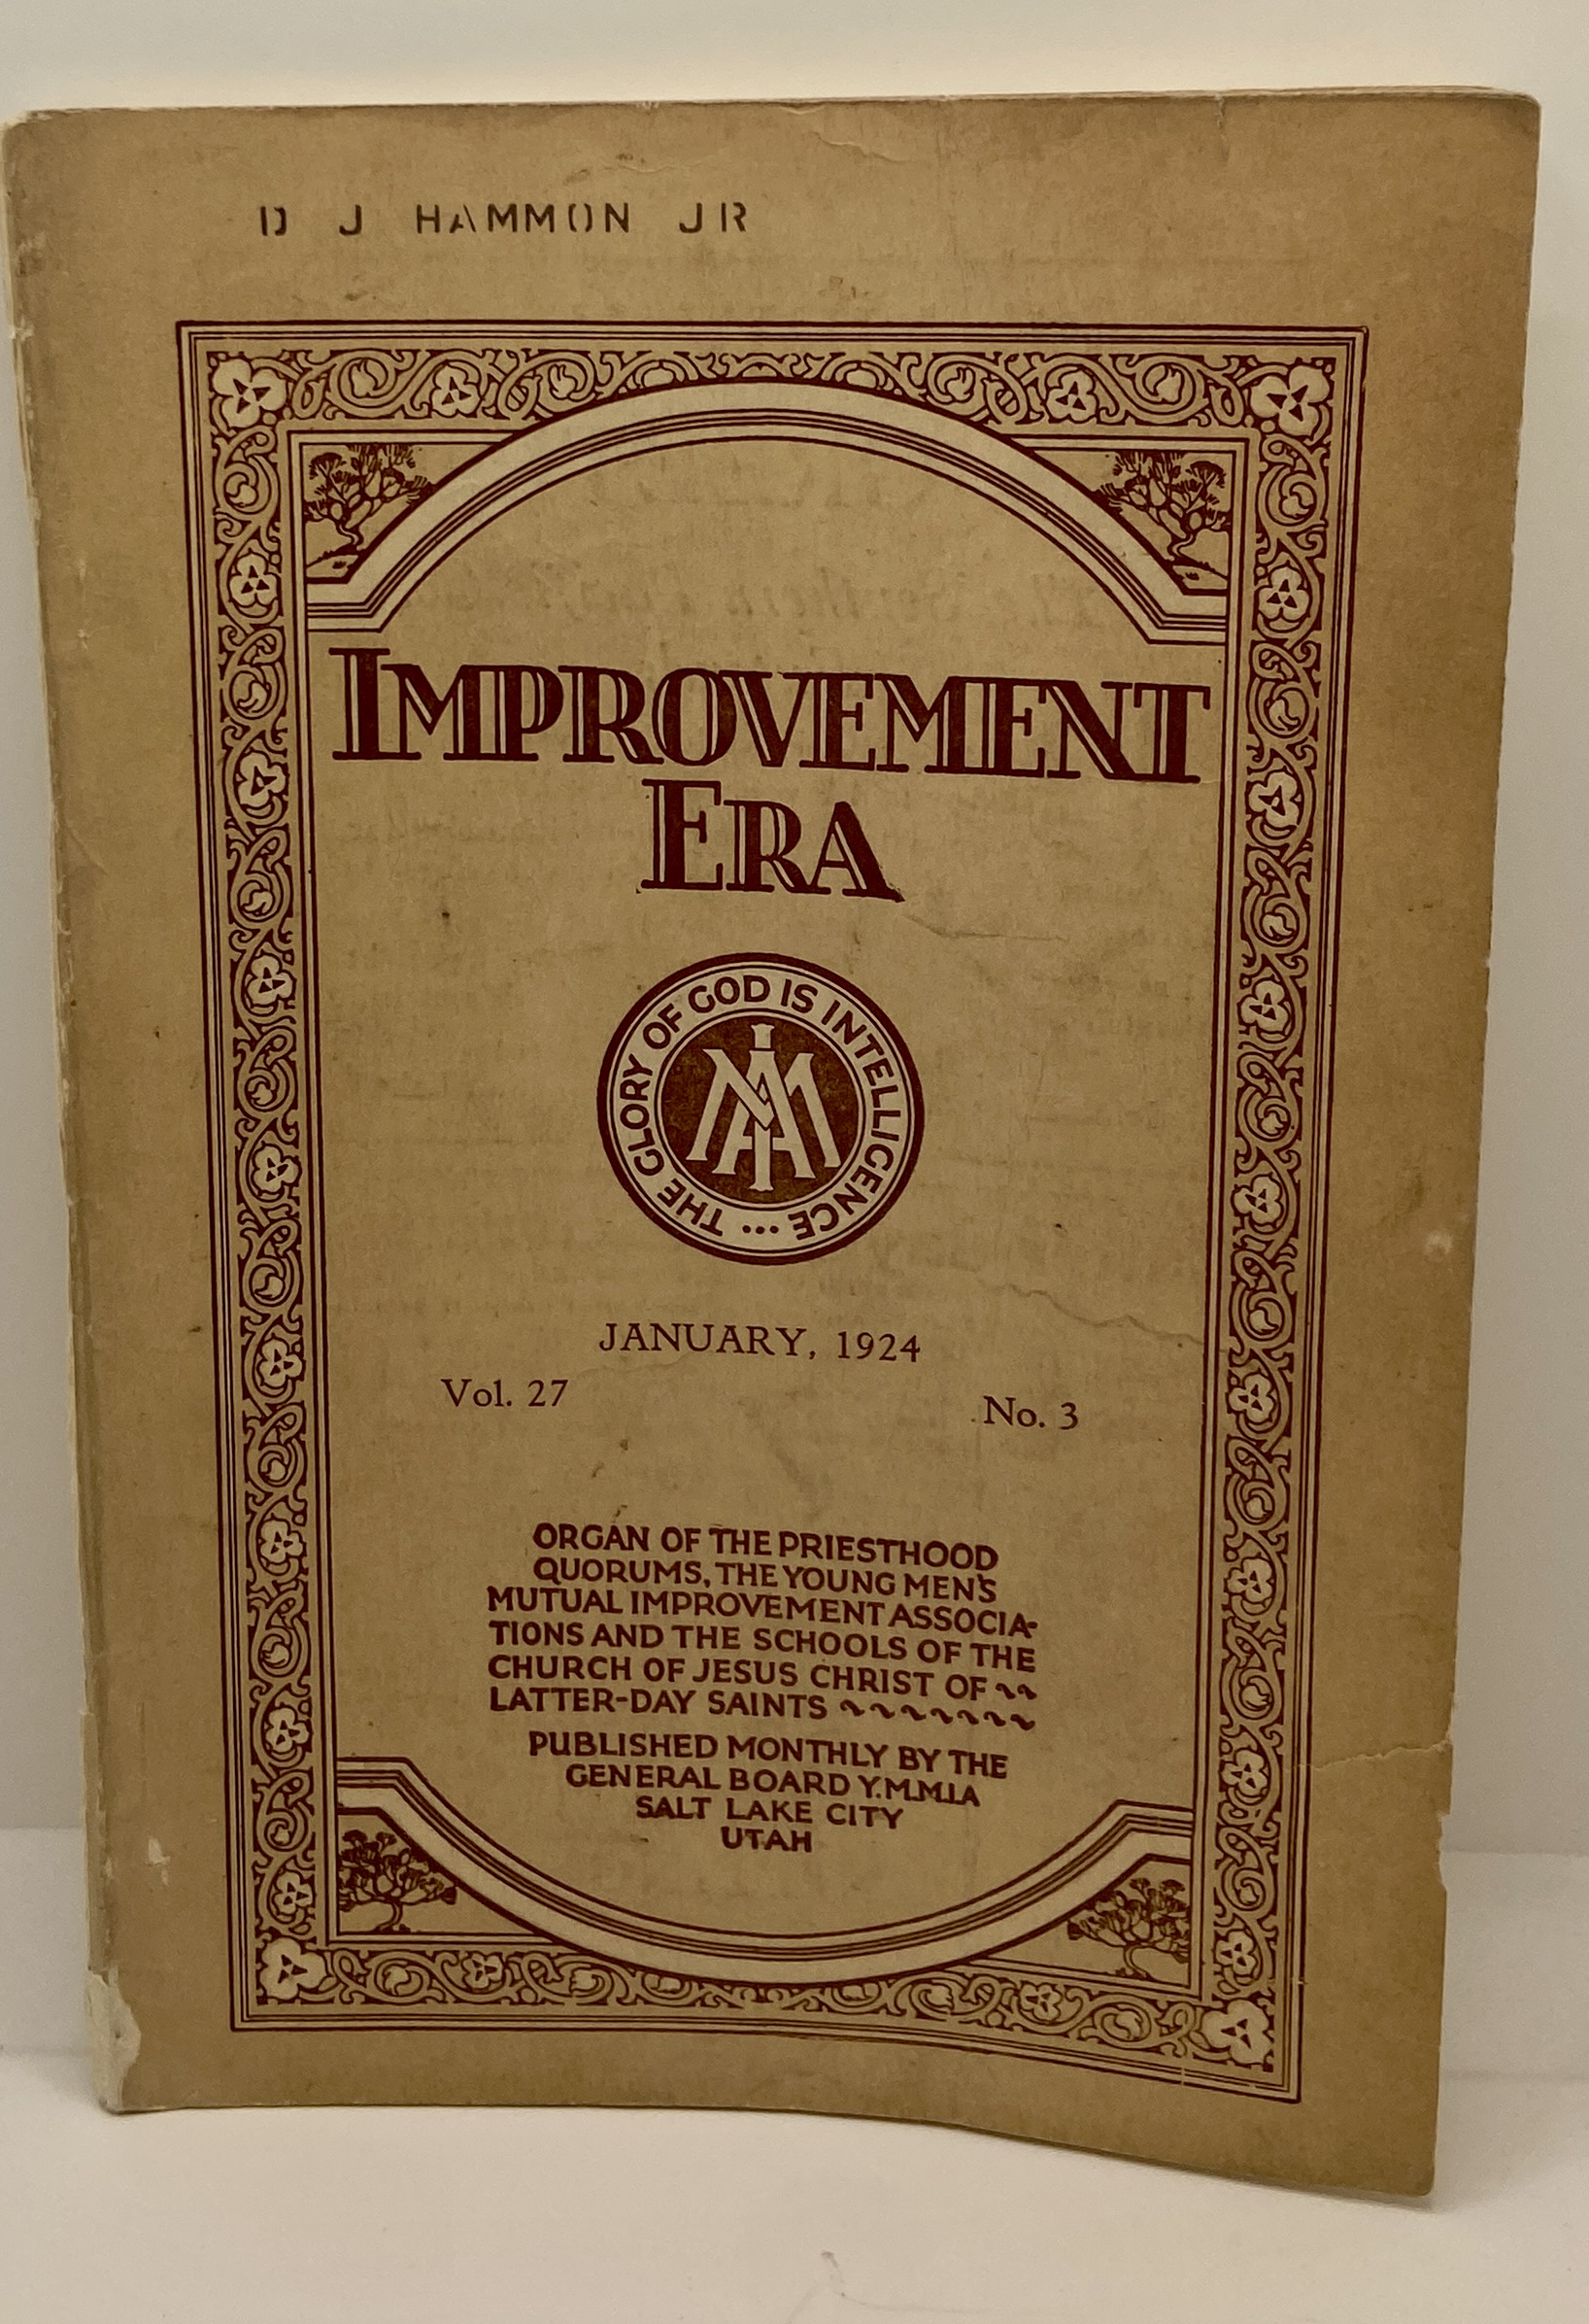 D J HAMMON JR
IMPROVEMENT
ERA
THE GLORY OF GOD IS INTELLIGENCE ...
MIA
JANUARY, 1924
Vol. 27 No. 3
ORGAN OF THE PRIESTHOOD
QUORUMS, THE YOUNG MEN'S
MUTUAL IMPROVEMENT ASSOCIA-
TIONS AND THE SCHOOLS OF THE
CHURCH OF JESUS CHRIST OF ~~
LATTER-DAY SAINTS ~~~~~~~
PUBLISHED MONTHLY BY THE
GENERAL BOARD Y.M.M.I.A
SALT LAKE CITY
UTAH